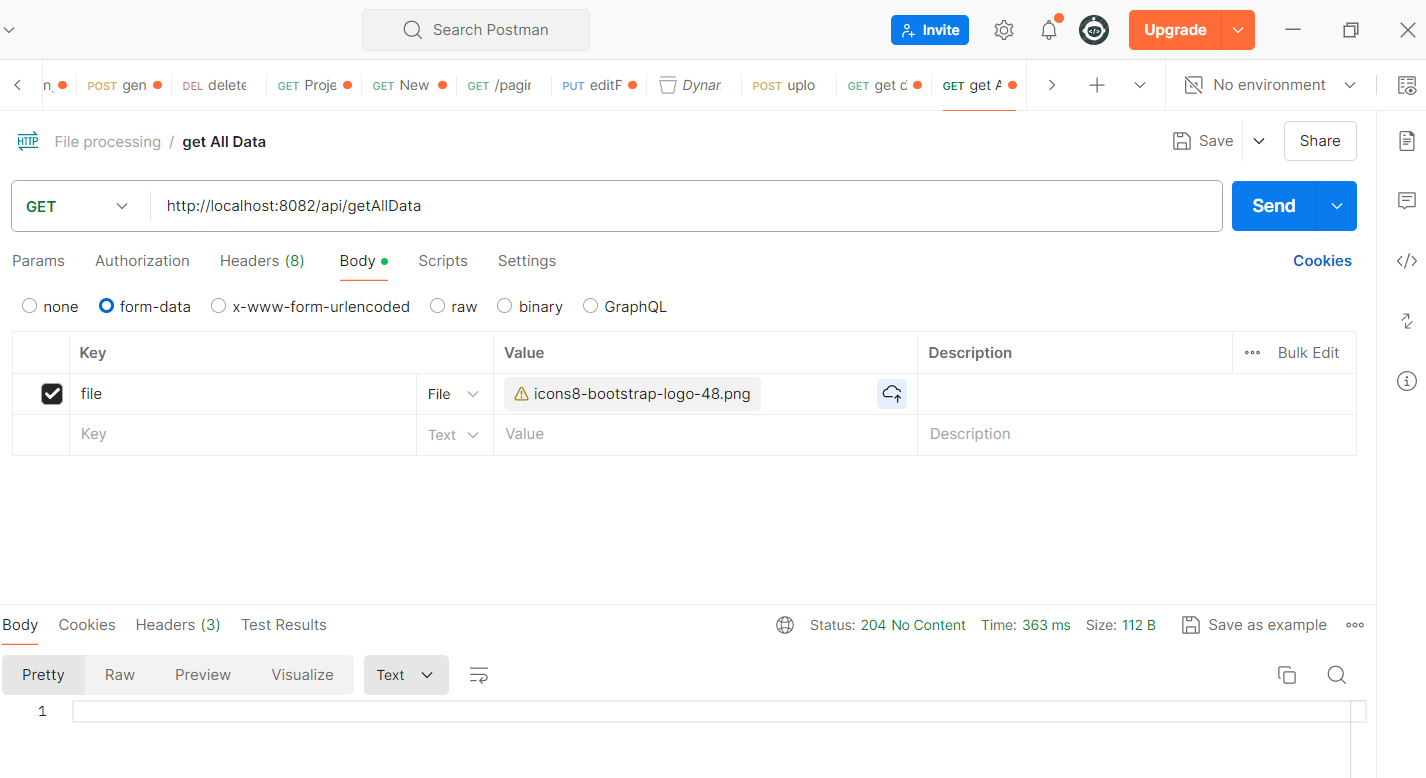 Search Postman
Invite
Upgrade
POST gen
DEL delete
GET Proje
GET New
GET /pagin
PUT editF
Dynar
POST uplo
GET get d
GET get A
No environment
HTTP
File processing / get All Data
Save
Share
GET
http://localhost:8082/api/getAllData
Send
Params
Authorization
Headers (8)
Body
Scripts
Settings
Cookies
none
form-data
x-www-form-urlencoded
raw
binary
GraphQL
Key
Value
Description
Bulk Edit
file
File
icons8-bootstrap-logo-48.png
Key
Text
Value
Description
Body
Cookies
Headers (3)
Test Results
Status: 204 No Content
Time: 363 ms
Size: 112 B
Save as example
Pretty
Raw
Preview
Visualize
Text
1